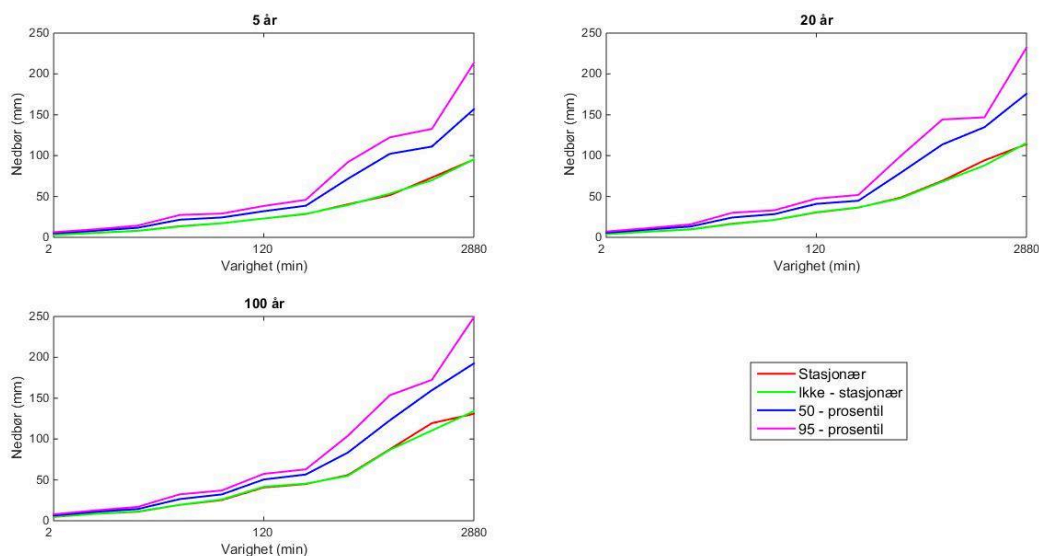 5 år
250
200
150
100
50
0
Nedbør (mm)
2
120
2880
Varighet (min)
20 år
250
200
150
100
50
0
Nedbør (mm)
2
120
2880
Varighet (min)
100 år
250
200
150
100
50
0
Nedbør (mm)
2
120
2880
Varighet (min)
Stasjonær
Ikke - stasjonær
50 - prosentil
95 - prosentil